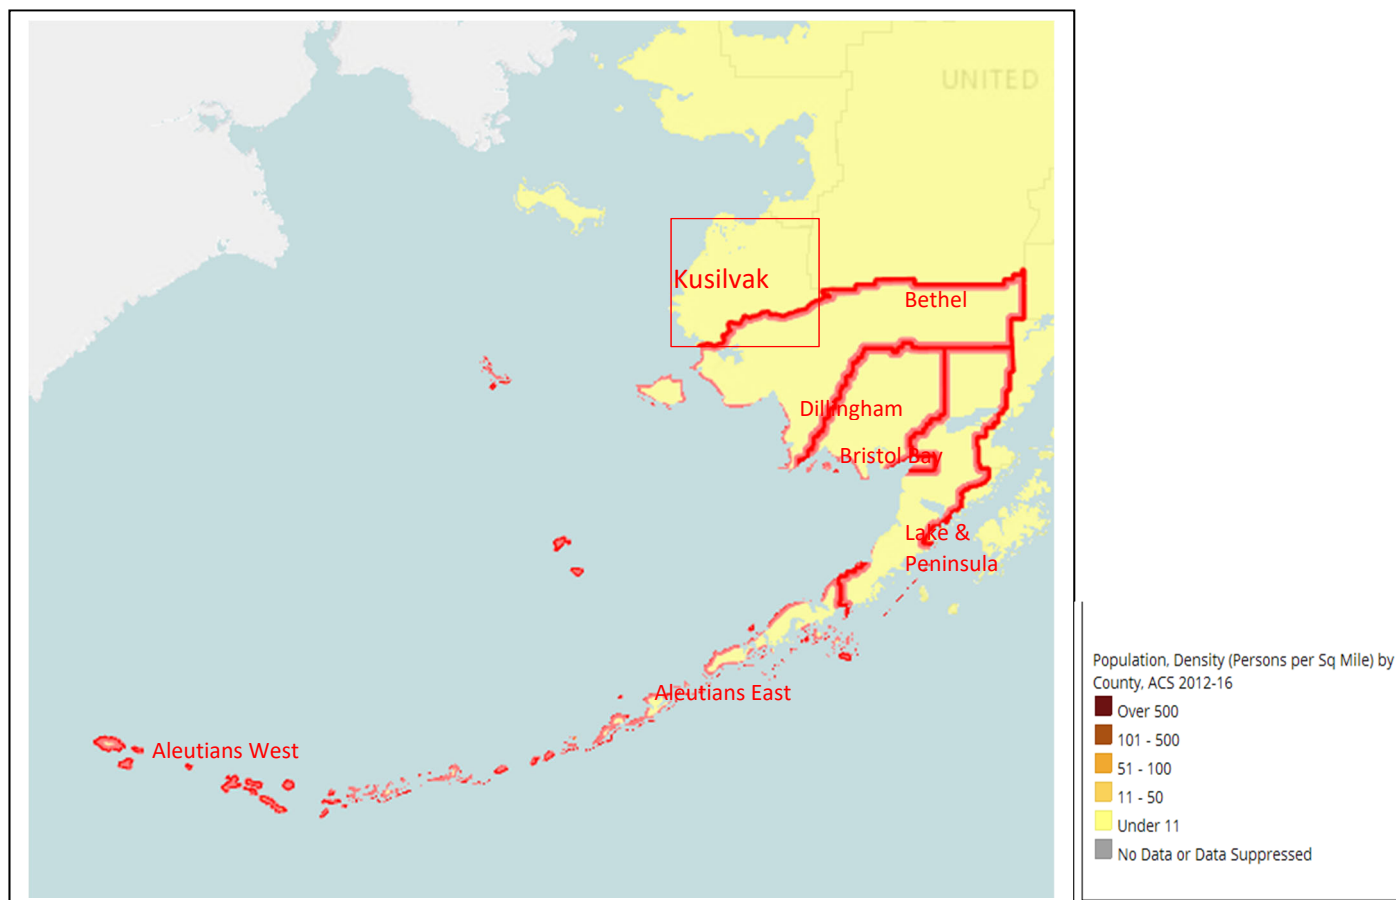 UNITED
Kusilvak
Bethel
Dillingham
Bristol Bay
Lake &
Peninsula
Aleutians East
Aleutians West
Population, Density (Persons per Sq Mile) by
County, ACS 2012-16
Over 500
101 - 500
51 - 100
11 - 50
Under 11
No Data or Data Suppressed